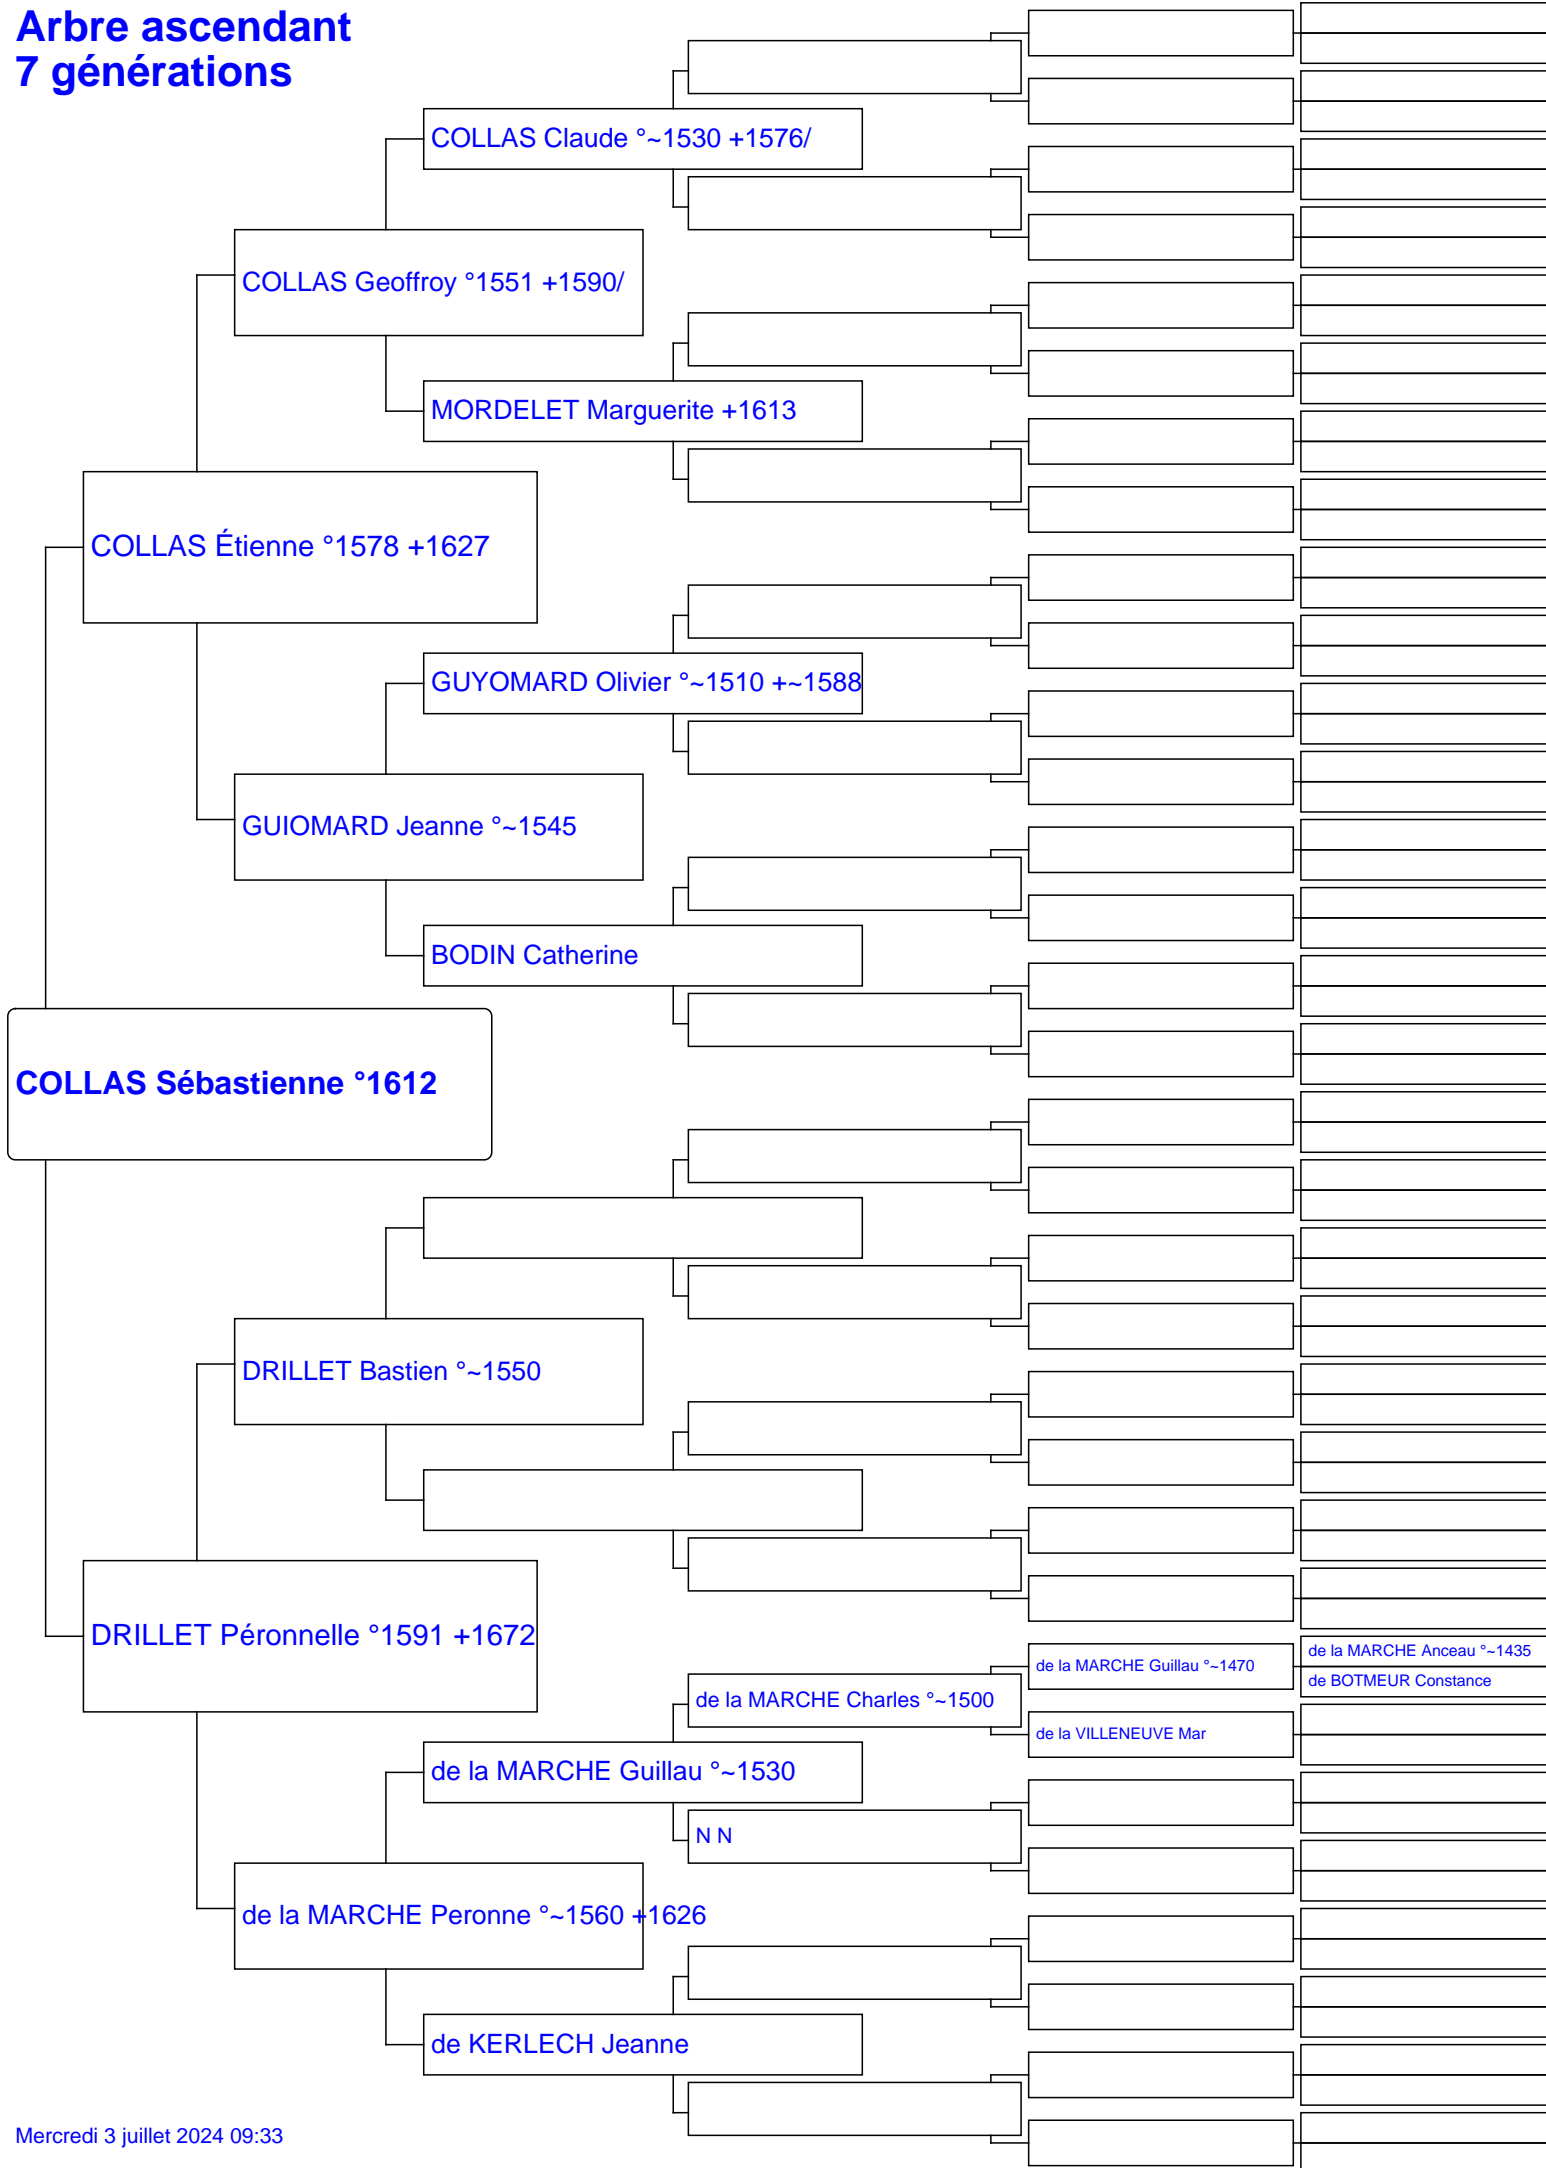 Arbre ascendant
7 générations
COLLAS Claude °~1530 +1576/
COLLAS Geoffroy °1551 +1590/
MORDELET Marguerite +1613
COLLAS Étienne °1578 +1627
GUYOMARD Olivier °~1510 +~1588
GUIOMARD Jeanne °~1545
BODIN Catherine
COLLAS Sébastienne °1612
DRILLET Bastien °~1550
DRILLET Péronnelle °1591 +1672
de la MARCHE Anceau °~1435
de la MARCHE Guillau °~1470
de BOTMEUR Constance
de la MARCHE Charles °~1500
de la VILLENEUVE Mar
de la MARCHE Guillau °~1530
N N
de la MARCHE Peronne °~1560 +1626
de KERLECH Jeanne
Mercredi 3 juillet 2024 09:33